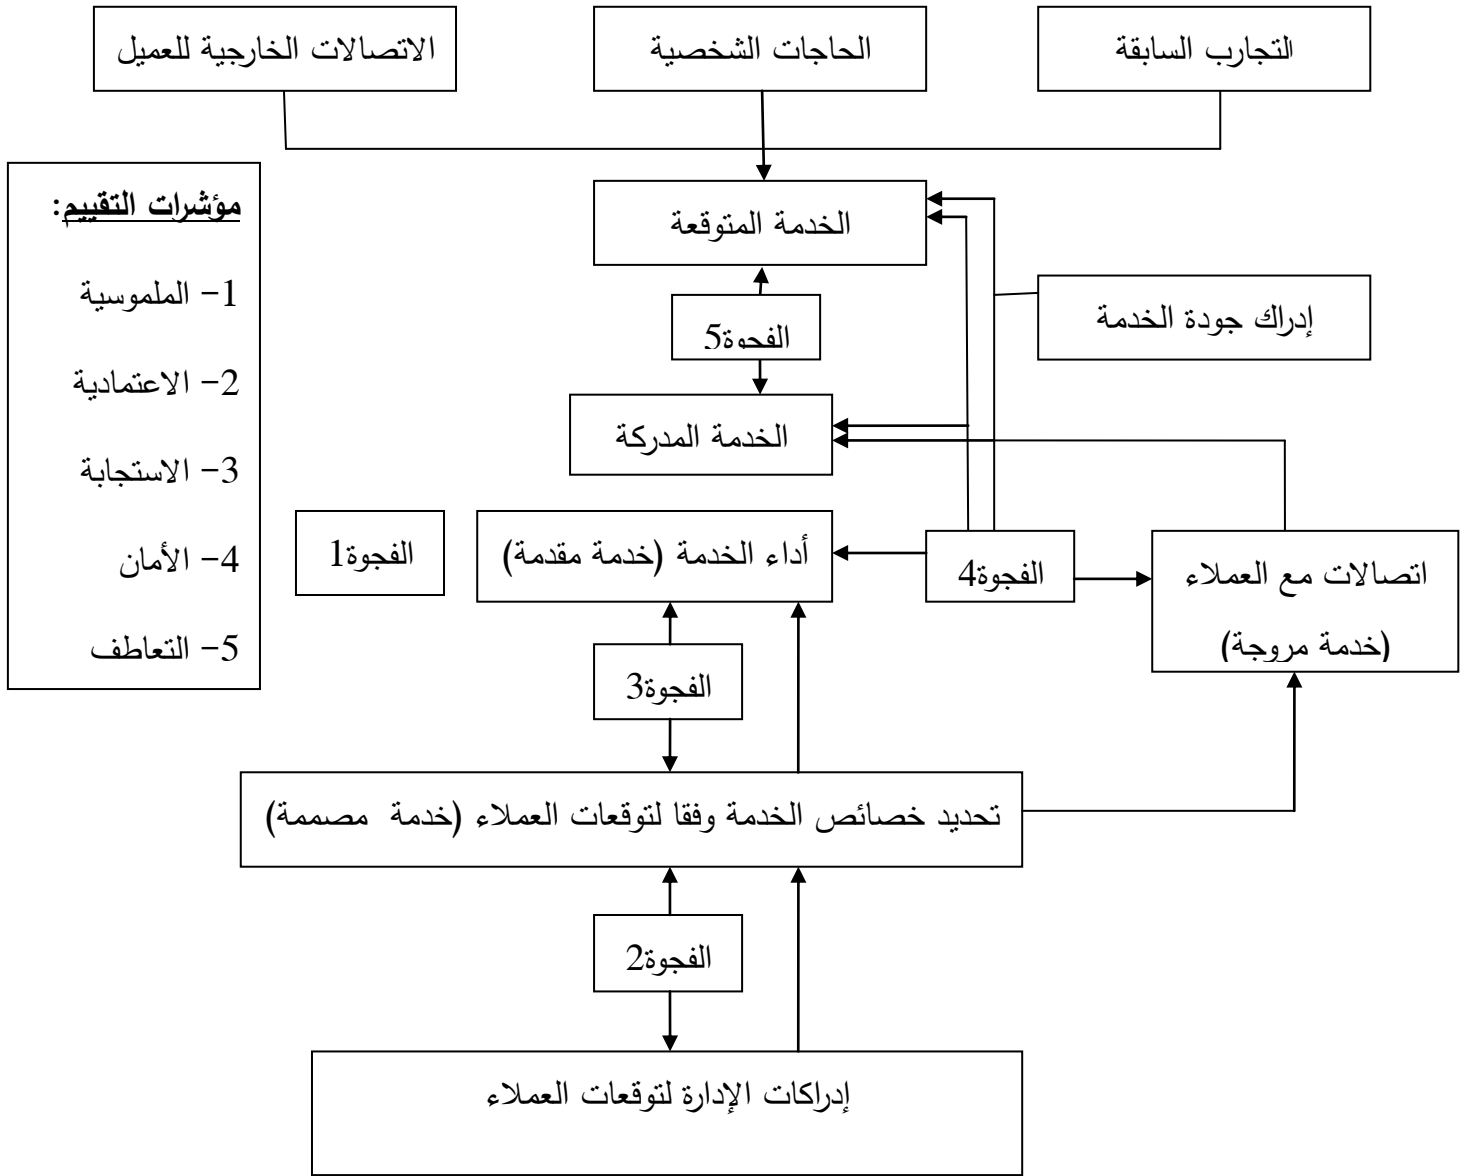 التجارب السابقة
الحاجات الشخصية
الاتصالات الخارجية للعميل
مؤشرات التقييم:
1- الملموسية
2- الاعتمادية
3- الاستجابة
4- الأمان
5- التعاطف
الخدمة المتوقعة
إدراك جودة الخدمة
الفجوة5
الخدمة المدركة
اتصالات مع العملاء
(خدمة مروجة)
الفجوة4
أداء الخدمة (خدمة مقدمة)
الفجوة1
الفجوة3
تحديد خصائص الخدمة وفقا لتوقعات العملاء (خدمة مصممة)
الفجوة2
إدراكات الإدارة لتوقعات العملاء